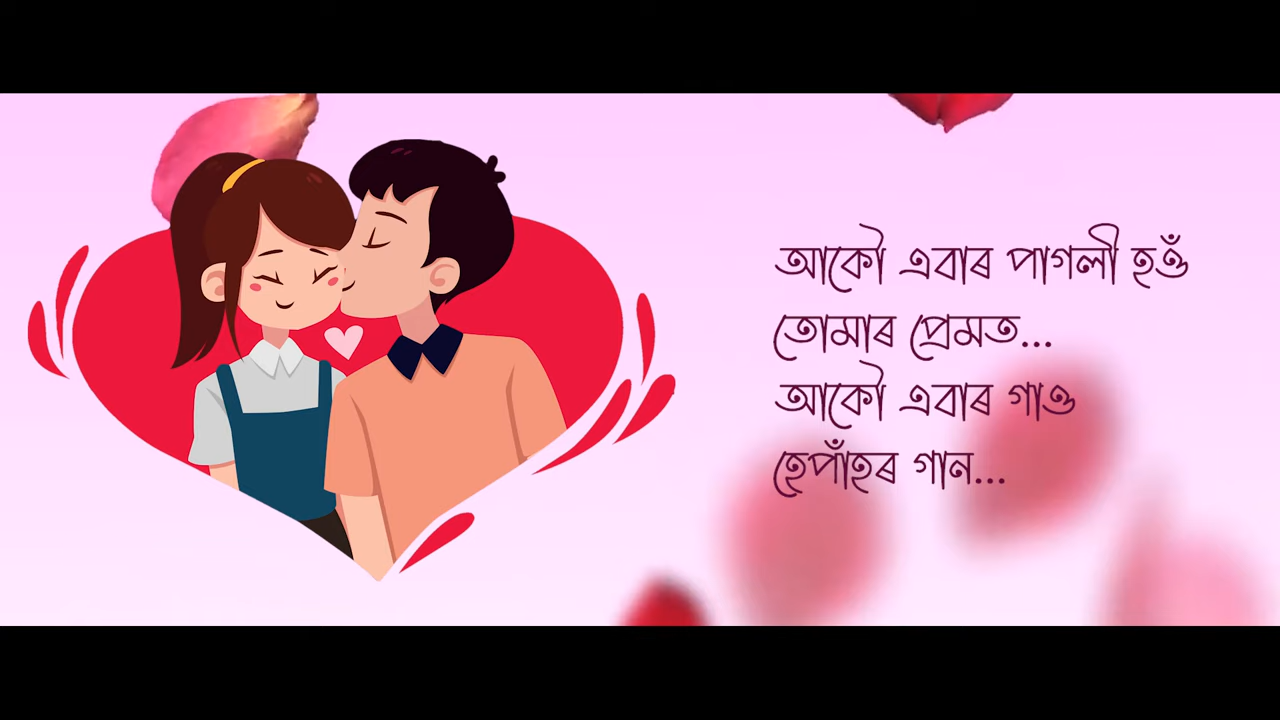 আকৌ এবাৰ পাগলী হওঁ
তোমাৰ প্ৰেমত...
আকৌ এবাৰ গাও
হেপাঁহৰ গান...